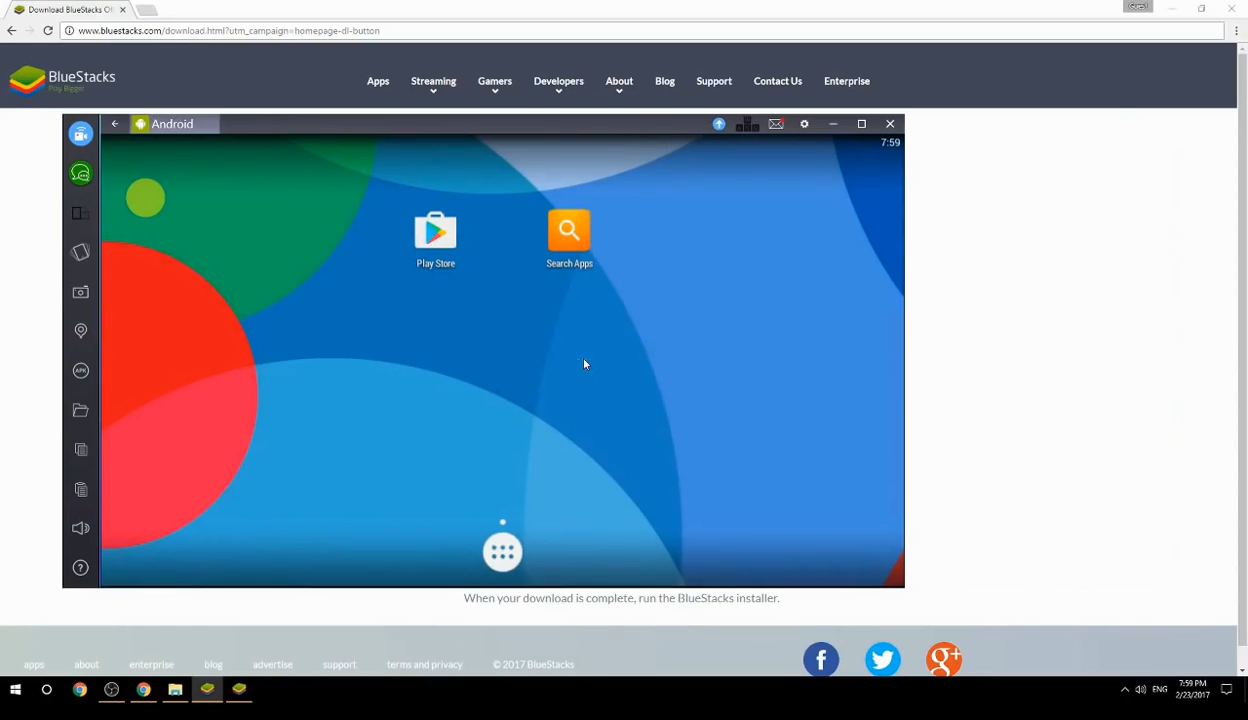 Download BlueStacks Of
Guest
www.bluestacks.com/download.html?utm_campaign=homepage-dl-button
BlueStacks
Play Bigger
Apps Streaming Gamers Developers About Blog Support Contact Us Enterprise
Android
7:59
Play Store Search Apps
APK
?
When your download is complete, run the BlueStacks installer.
apps about enterprise blog advertise support terms and privacy © 2017 BlueStacks
f g+
ENG 7:59 PM
2/23/2017